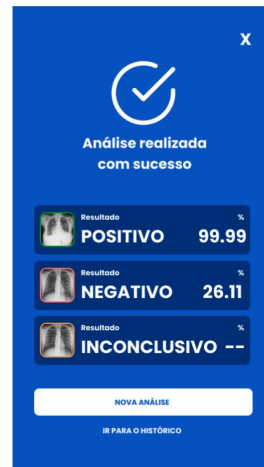 X
Análise realizada
com sucesso
Resultado %
POSITIVO 99.99
Resultado %
NEGATIVO 26.11
Resultado %
INCONCLUSIVO --
NOVA ANÁLISE
IR PARA O HISTÓRICO